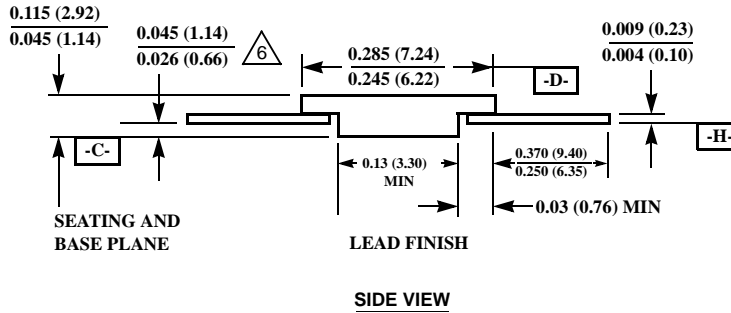 0.115 (2.92)
0.045 (1.14)
0.045 (1.14)
0.026 (0.66)
6
0.285 (7.24)
0.245 (6.22)
0.009 (0.23)
0.004 (0.10)
-D-
-C-
-H-
0.13 (3.30)
MIN
0.370 (9.40)
0.250 (6.35)
0.03 (0.76) MIN
SEATING AND
BASE PLANE
LEAD FINISH
SIDE VIEW